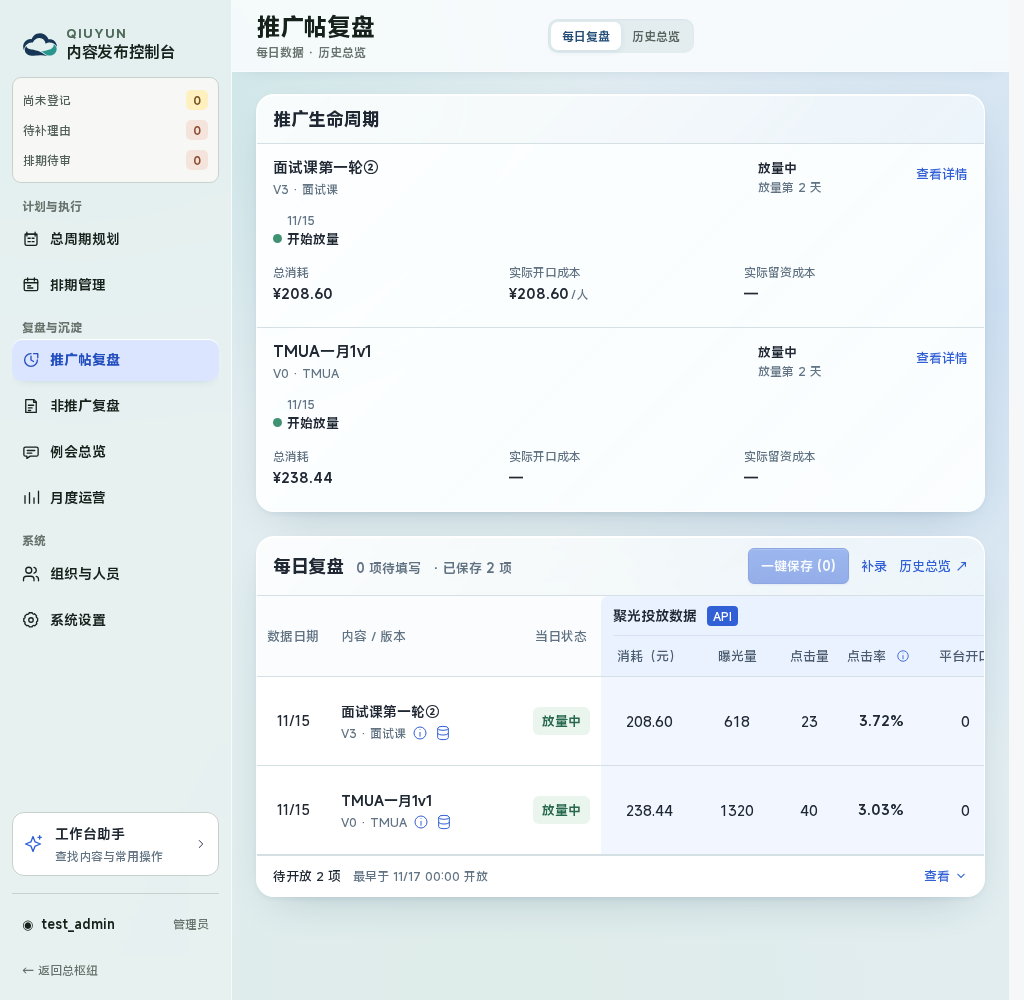 QIUYUN
内容发布控制台
尚未登记 0
待补理由 0
排期待审 0
计划与执行
总周期规划
排期管理
复盘与沉淀
推广帖复盘
非推广复盘
例会总览
月度运营
系统
组织与人员
系统设置
工作台助手
查找内容与常用操作
test_admin 管理员
← 返回总枢纽
推广帖复盘
每日数据 · 历史总览
每日复盘 历史总览
推广生命周期
面试课第一轮② 放量中 查看详情
V3 · 面试课 放量第 2 天
11/15
开始放量
总消耗 实际开口成本 实际留资成本
¥208.60 ¥208.60 /人 —
TMUA一月1v1 放量中 查看详情
V0 · TMUA 放量第 2 天
11/15
开始放量
总消耗 实际开口成本 实际留资成本
¥238.44 — —
每日复盘 0 项待填写 · 已保存 2 项 一键保存 (0) 补录 历史总览 ↗
聚光投放数据 API
数据日期 内容 / 版本 当日状态 消耗（元） 曝光量 点击量 点击率 平台开口
11/15 面试课第一轮② 放量中 208.60 618 23 3.72% 0
V3 · 面试课
11/15 TMUA一月1v1 放量中 238.44 1320 40 3.03% 0
V0 · TMUA
待开放 2 项 最早于 11/17 00:00 开放 查看